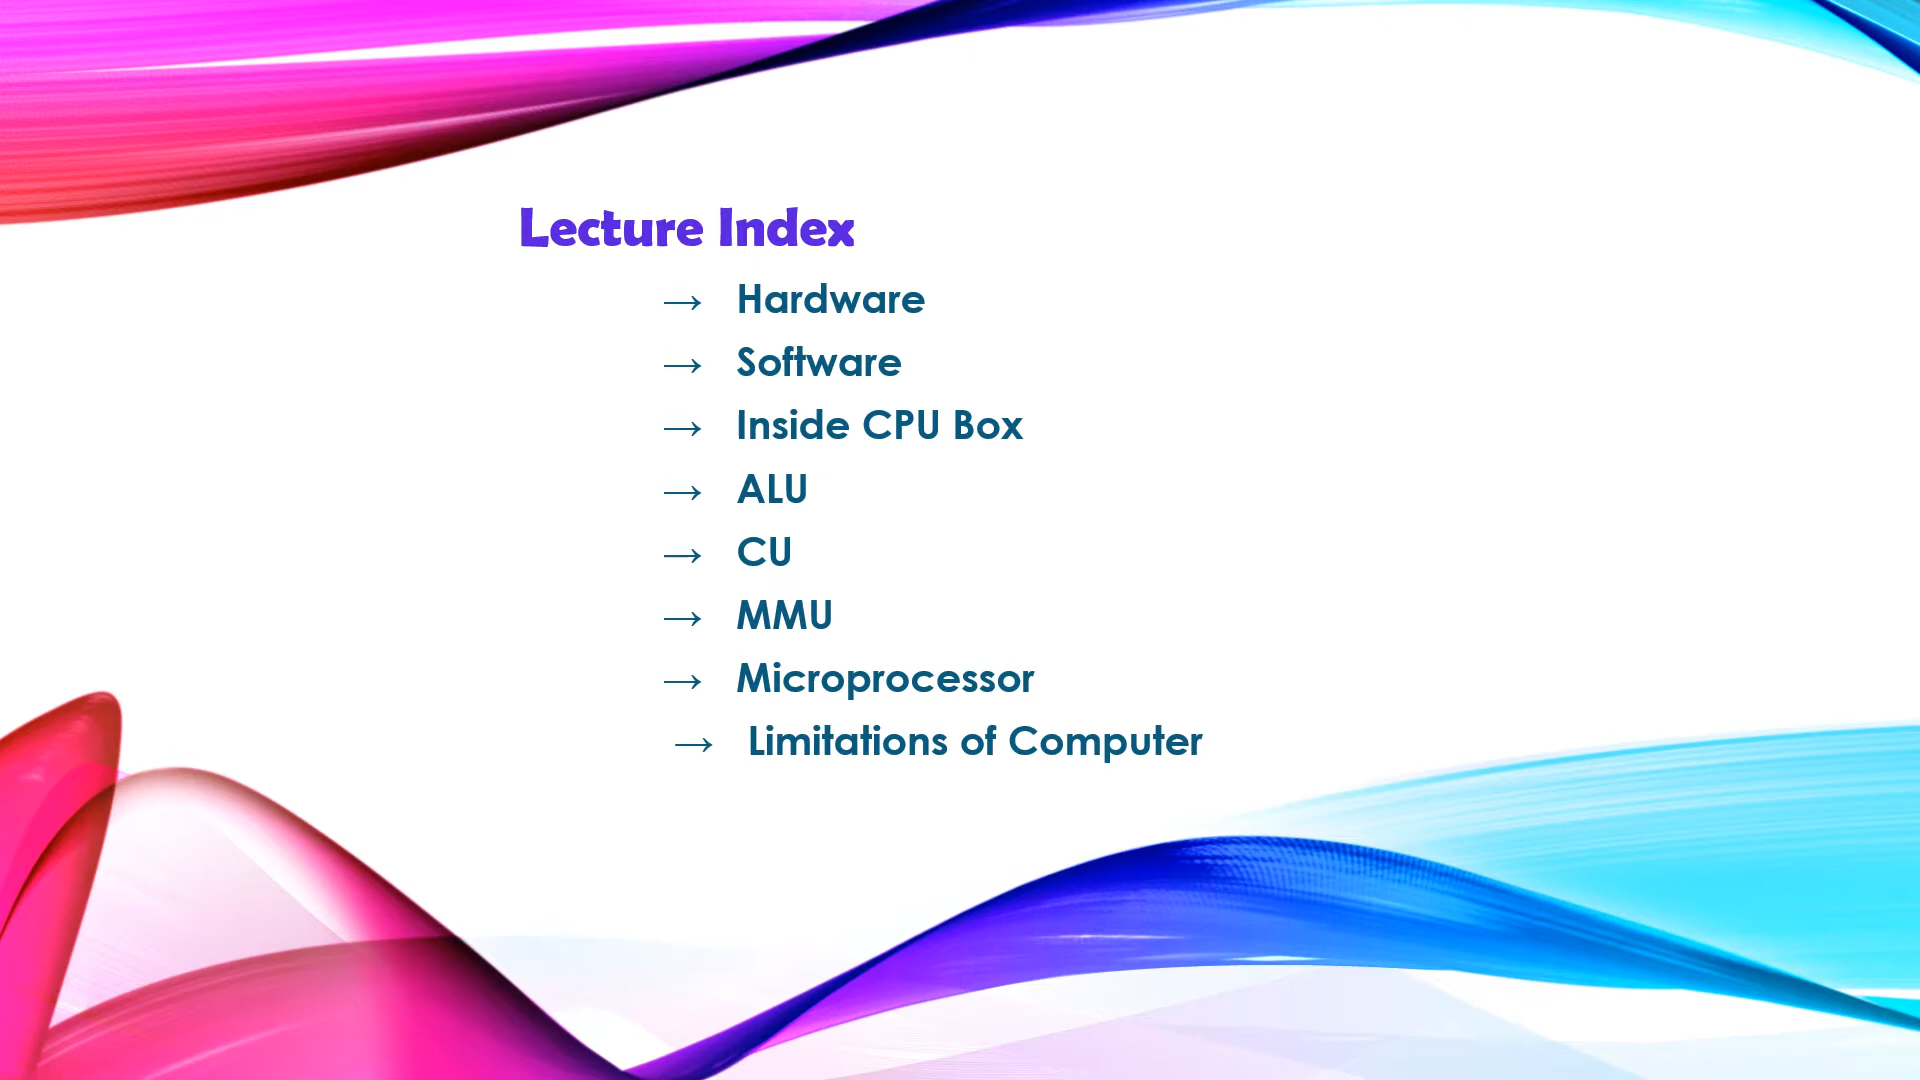 Lecture Index
→ Hardware
→ Software
→ Inside CPU Box
→ ALU
→ CU
→ MMU
→ Microprocessor
→ Limitations of Computer